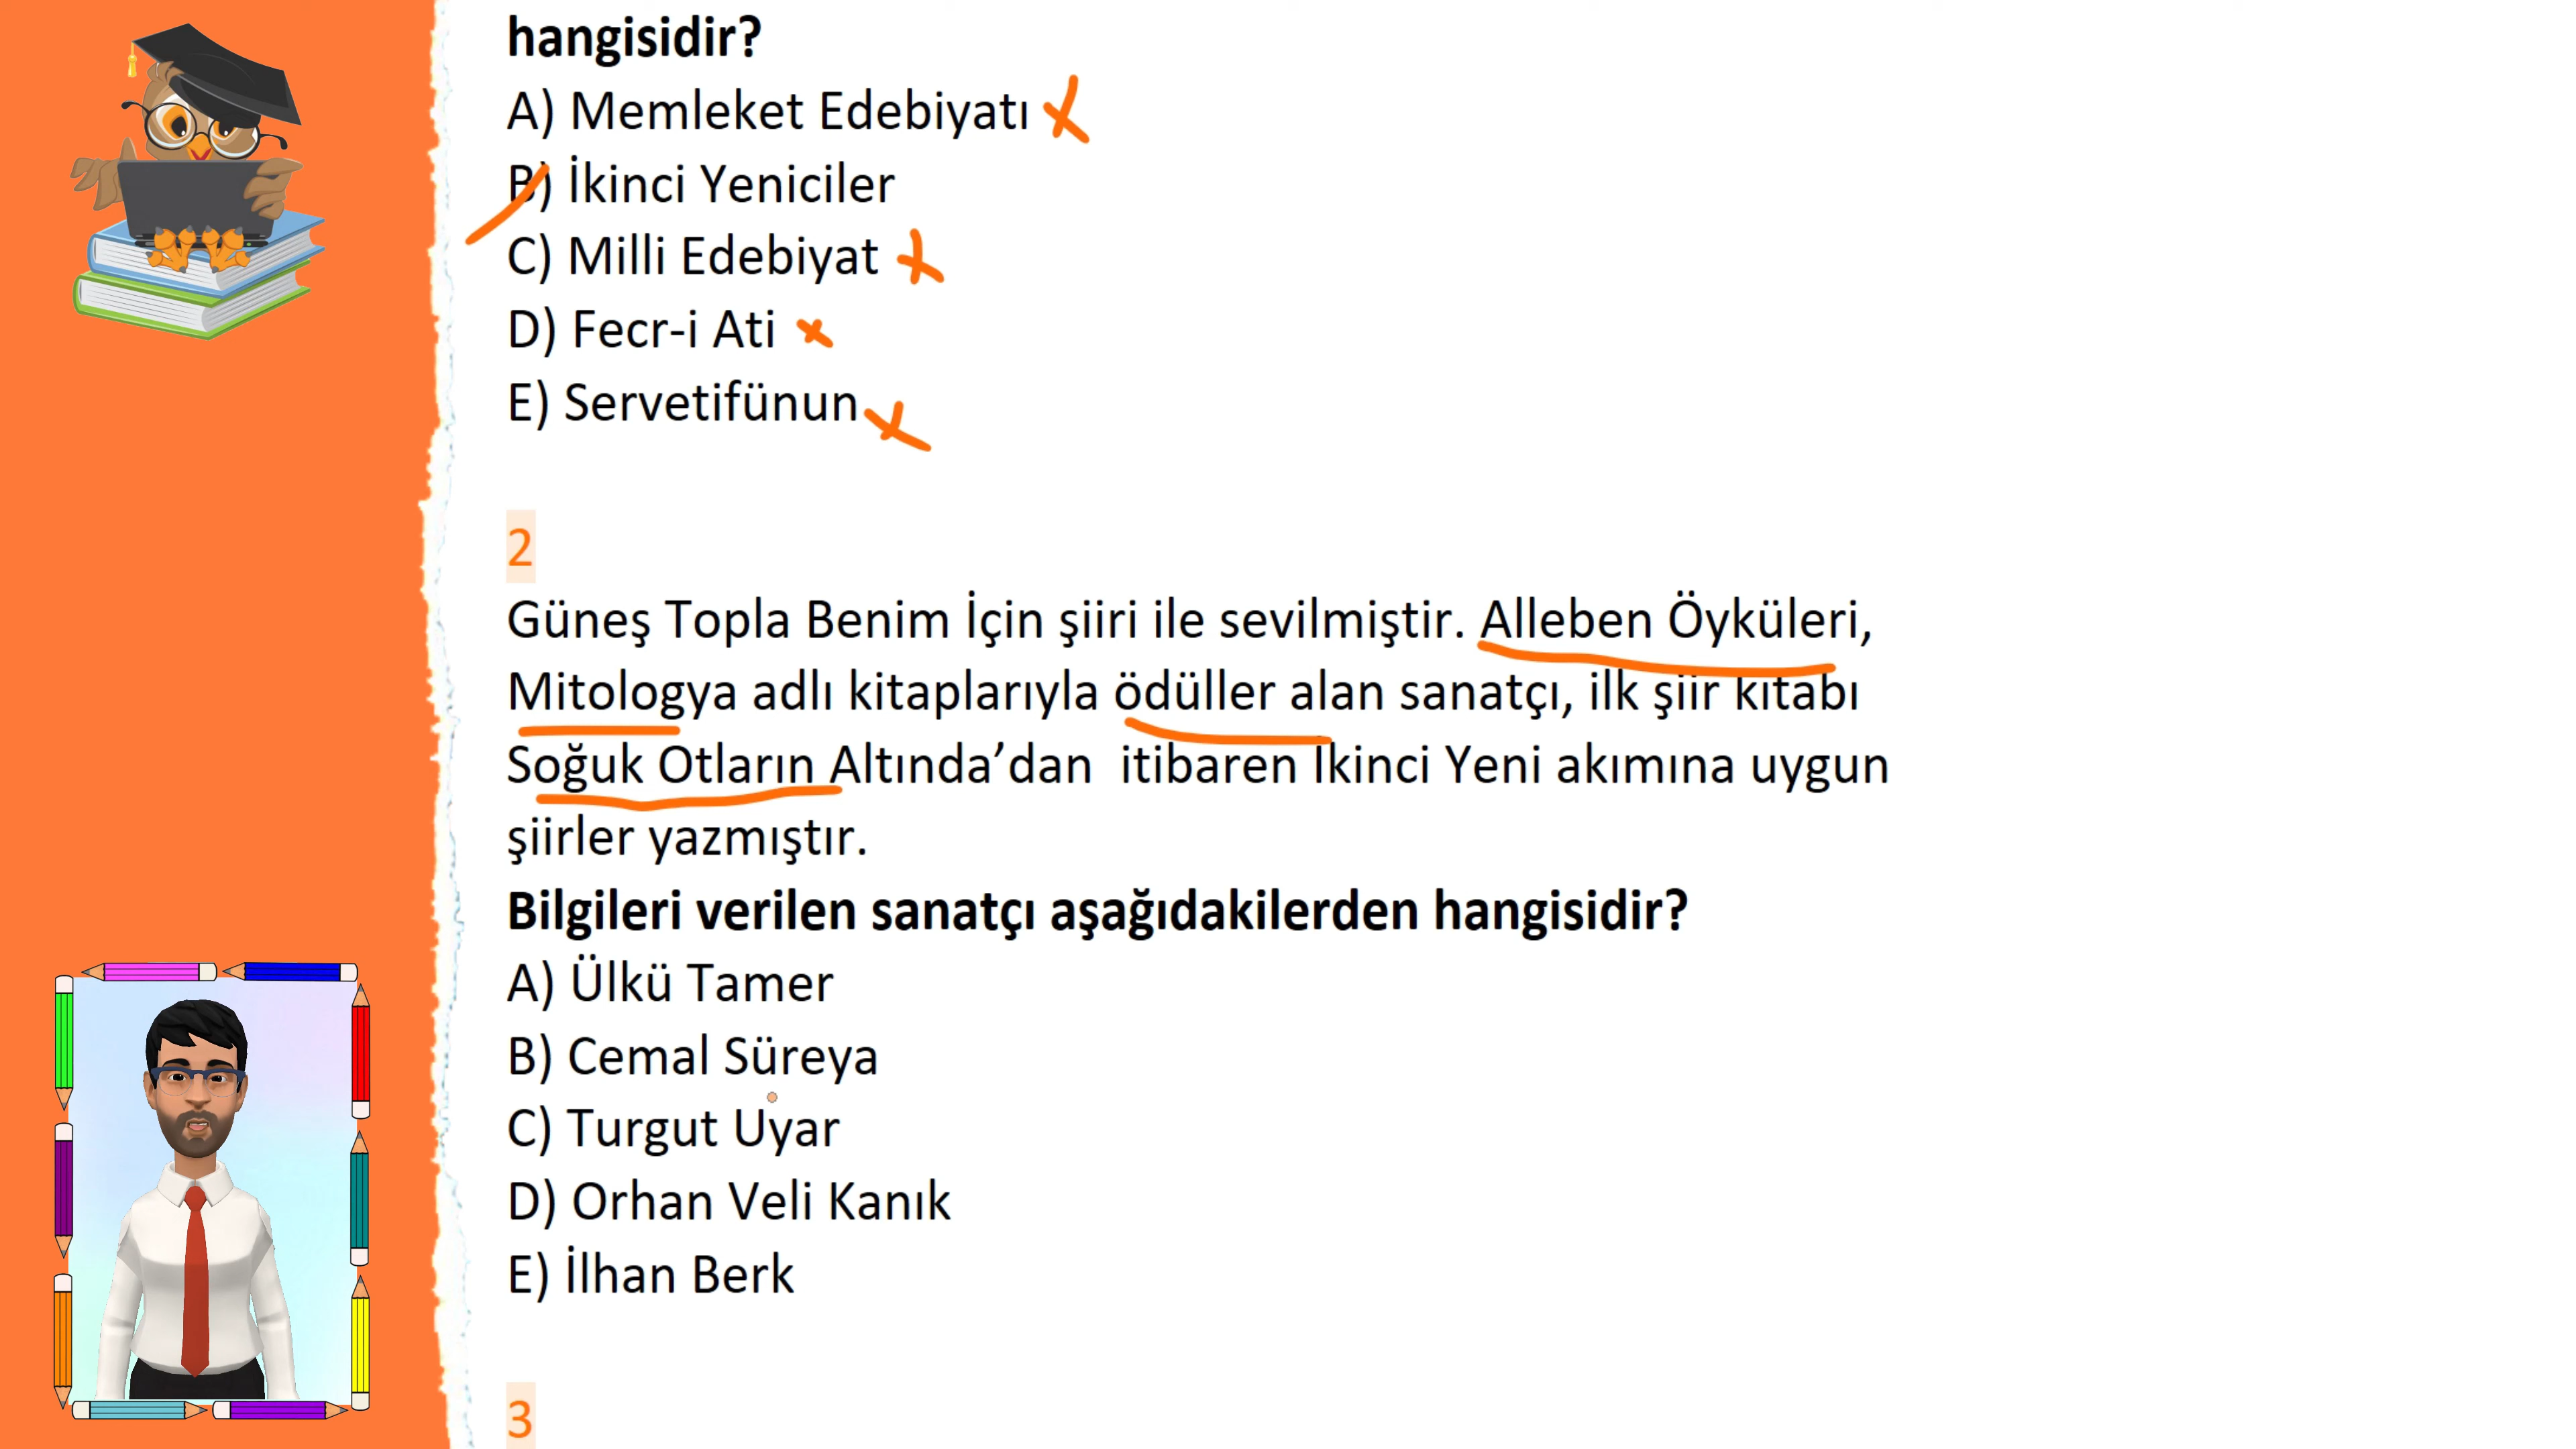 hangisidir?
A) Memleket Edebiyatı
B) İkinci Yeniciler
C) Milli Edebiyat
D) Fecr-i Ati
E) Servetifünun
2
Güneş Topla Benim İçin şiiri ile sevilmiştir. Alleben Öyküleri,
Mitologya adlı kitaplarıyla ödüller alan sanatçı, ilk şiir kitabı
Soğuk Otların Altında’dan itibaren İkinci Yeni akımına uygun
şiirler yazmıştır.
Bilgileri verilen sanatçı aşağıdakilerden hangisidir?
A) Ülkü Tamer
B) Cemal Süreya
C) Turgut Uyar
D) Orhan Veli Kanık
E) İlhan Berk
3